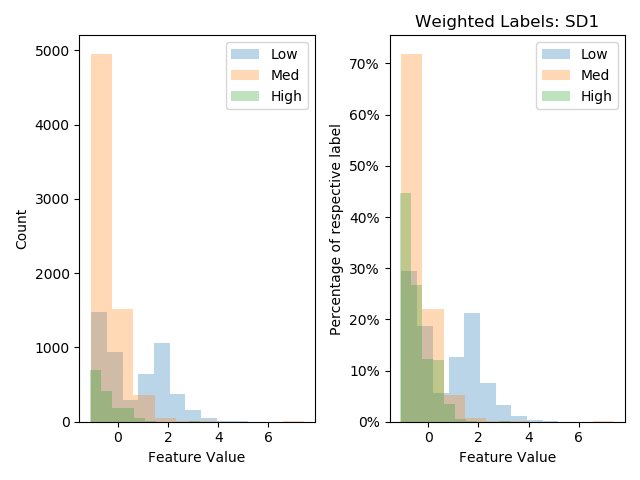 Weighted Labels: SD1
5000
4000
3000
2000
1000
0
Count
0 2 4 6
Feature Value
Low
Med
High
70%
60%
50%
40%
30%
20%
10%
0%
Percentage of respective label
0 2 4 6
Feature Value
Low
Med
High